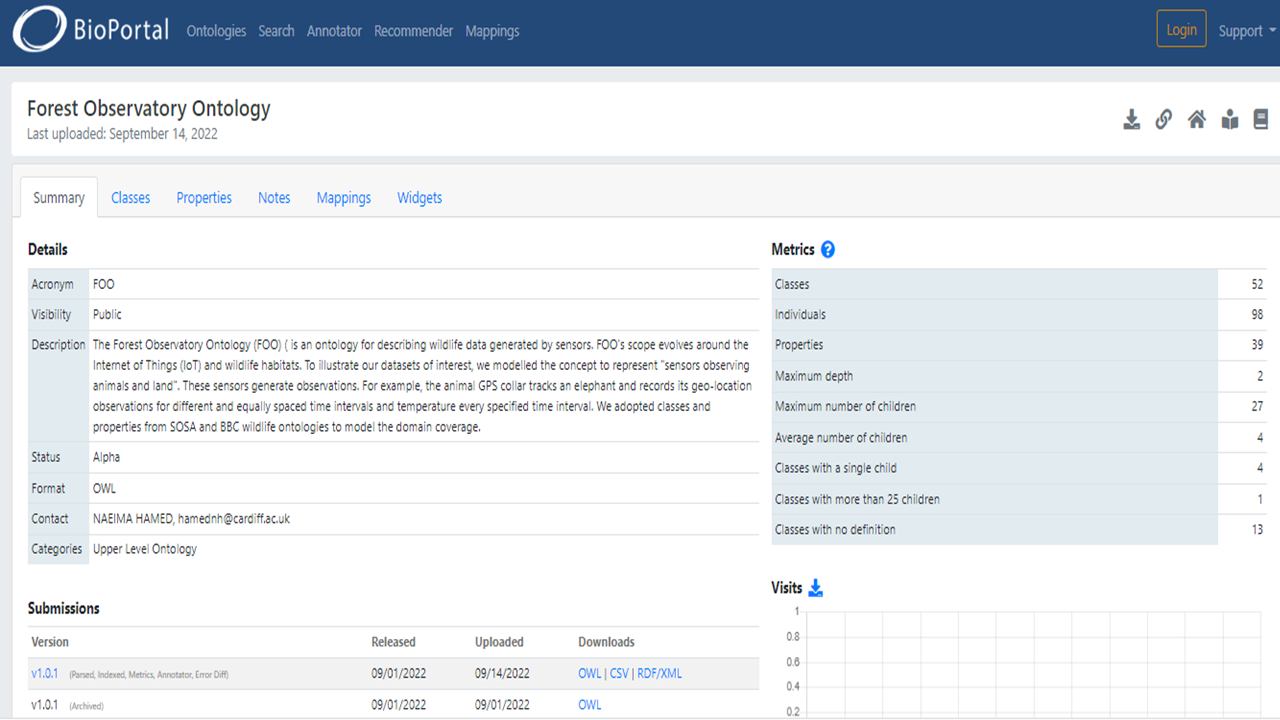 BioPortal Ontologies Search Annotator Recommender Mappings Login Support
Forest Observatory Ontology
Last uploaded: September 14, 2022
Summary Classes Properties Notes Mappings Widgets
Details
Acronym FOO
Visibility Public
Description The Forest Observatory Ontology (FOO) ( is an ontology for describing wildlife data generated by sensors. FOO's scope evolves around the
Internet of Things (IoT) and wildlife habitats. To illustrate our datasets of interest, we modelled the concept to represent "sensors observing
animals and land". These sensors generate observations. For example, the animal GPS collar tracks an elephant and records its geo-location
observations for different and equally spaced time intervals and temperature every specified time interval. We adopted classes and
properties from SOSA and BBC wildlife ontologies to model the domain coverage.
Status Alpha
Format OWL
Contact NAEIMA HAMED, hamednh@cardiff.ac.uk
Categories Upper Level Ontology
Submissions
Version Released Uploaded Downloads
v1.0.1 (Parsed, Indexed, Metrics, Annotator, Error Diff) 09/01/2022 09/14/2022 OWL | CSV | RDF/XML
v1.0.1 (Archived) 09/01/2022 09/01/2022 OWL
Metrics ?
Classes 52
Individuals 98
Properties 39
Maximum depth 2
Maximum number of children 27
Average number of children 4
Classes with a single child 4
Classes with more than 25 children 1
Classes with no definition 13
Visits
1
0.8
0.6
0.4
0.2